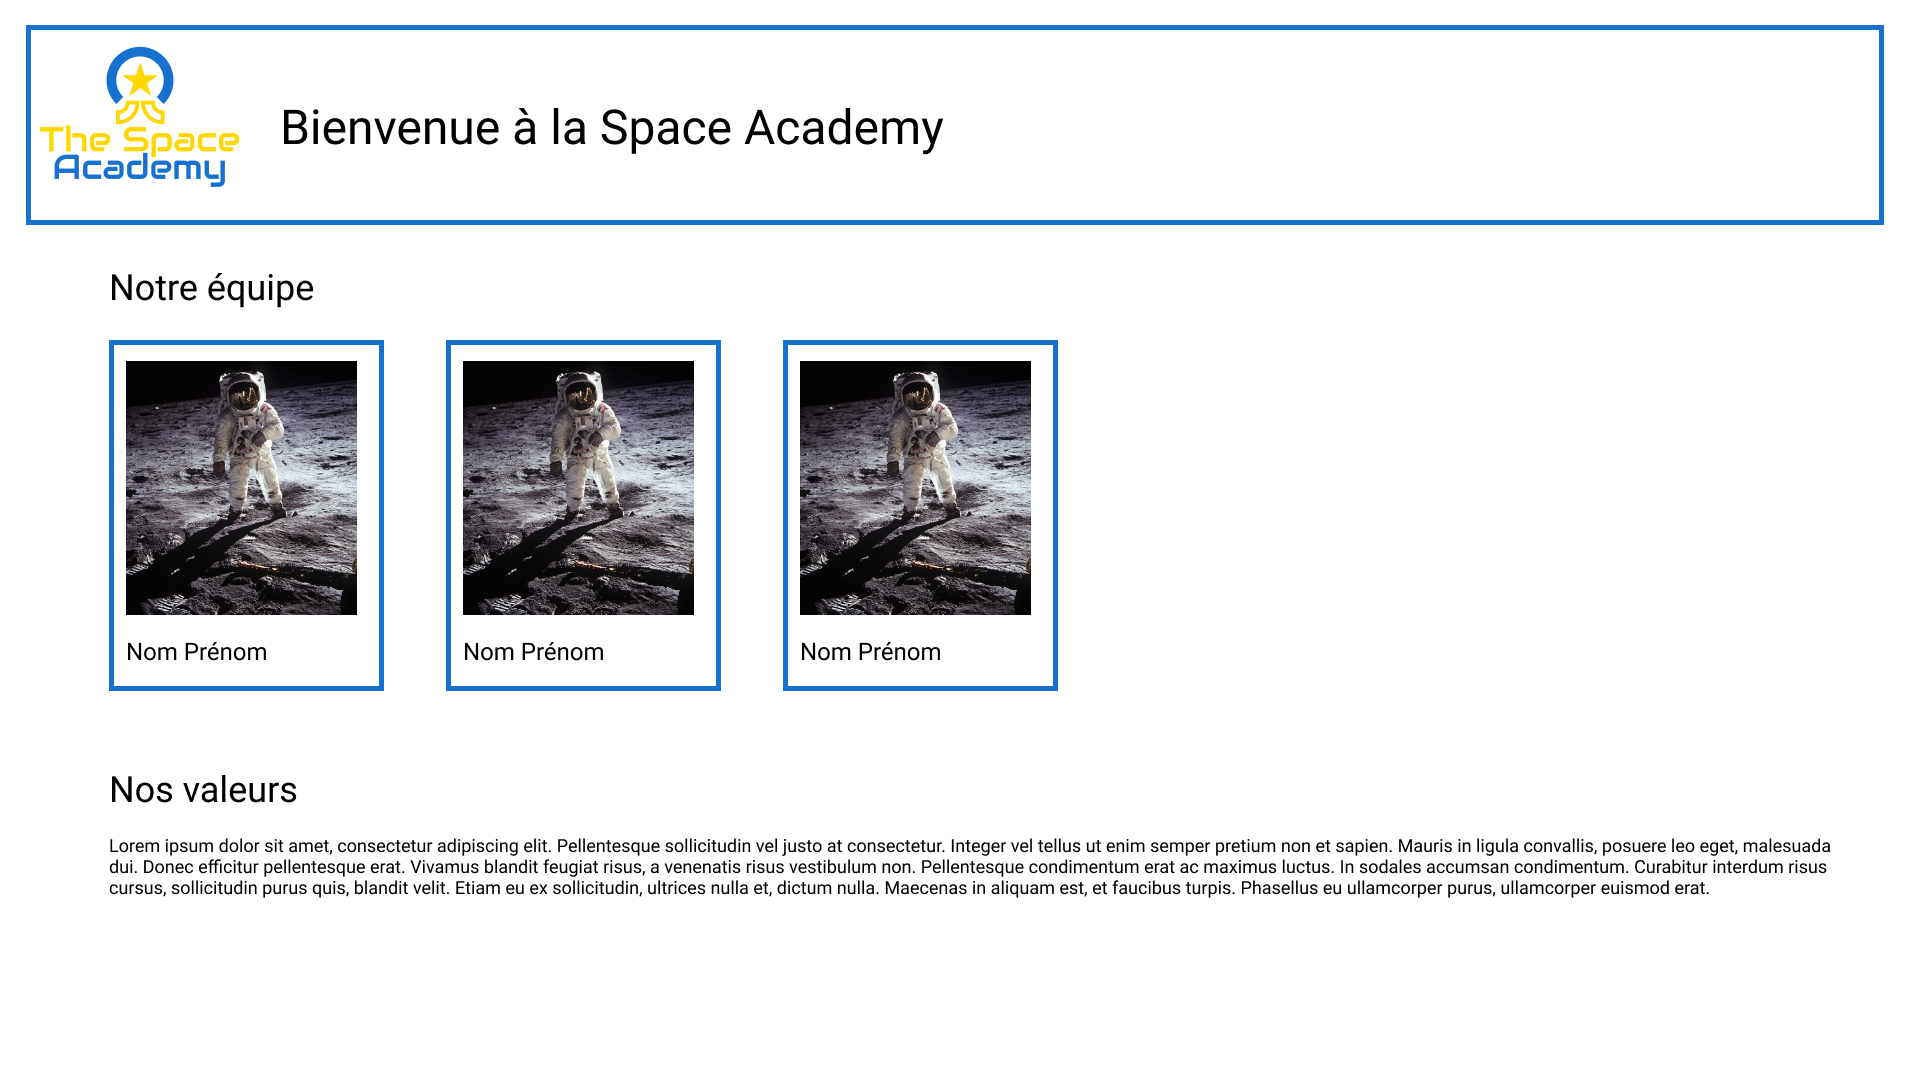 The Space
Academy
Bienvenue à la Space Academy
Notre équipe
Nom Prénom
Nom Prénom
Nom Prénom
Nos valeurs
Lorem ipsum dolor sit amet, consectetur adipiscing elit. Pellentesque sollicitudin vel justo at consectetur. Integer vel tellus ut enim semper pretium non et sapien. Mauris in ligula convallis, posuere leo eget, malesuada
dui. Donec efficitur pellentesque erat. Vivamus blandit feugiat risus, a venenatis risus vestibulum non. Pellentesque condimentum erat ac maximus luctus. In sodales accumsan condimentum. Curabitur interdum risus
cursus, sollicitudin purus quis, blandit velit. Etiam eu ex sollicitudin, ultrices nulla et, dictum nulla. Maecenas in aliquam est, et faucibus turpis. Phasellus eu ullamcorper purus, ullamcorper euismod erat.